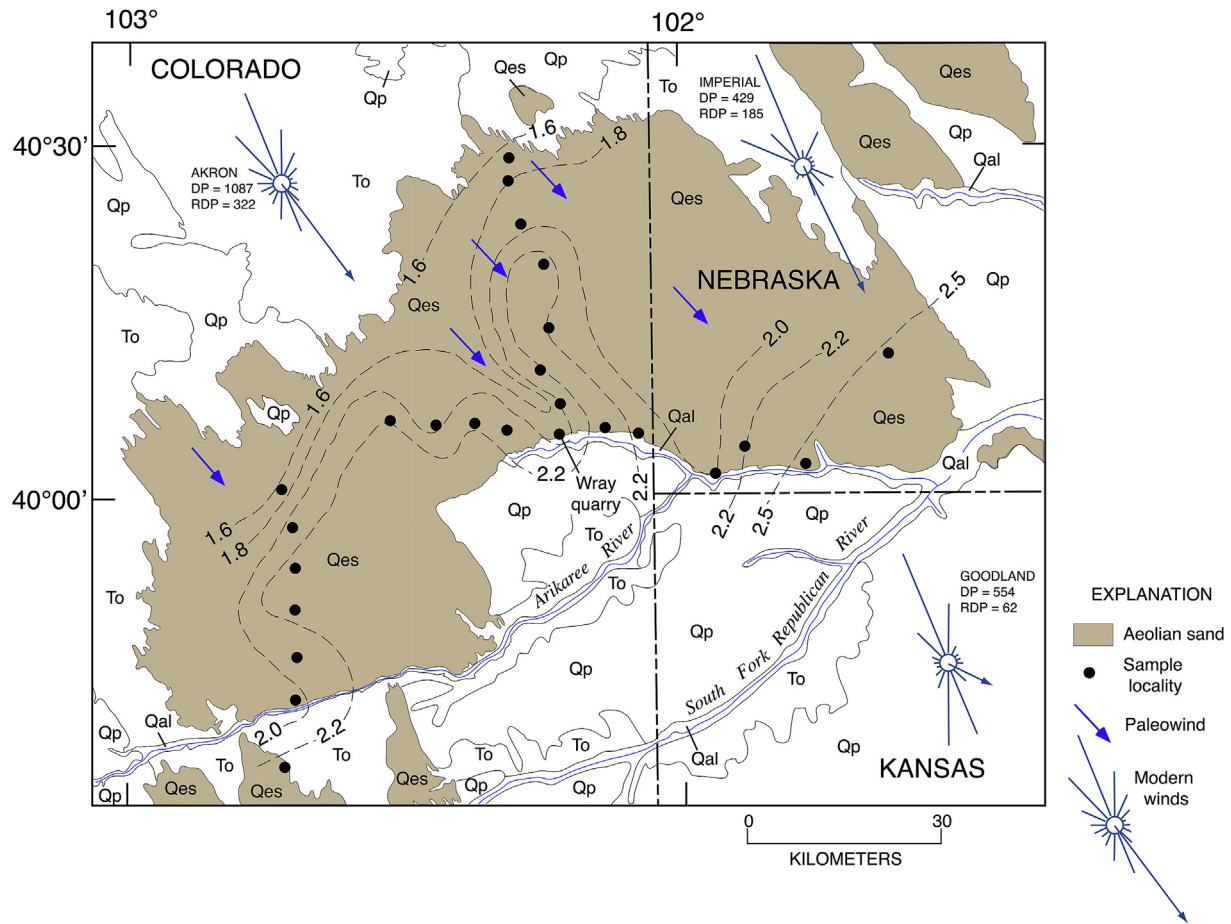 103°
102°
COLORADO
Qes
Qp
Qp
To
IMPERIAL
DP = 429
RDP = 185
Qes
Qp
Qes
Qal
40°30’
1.6
1.8
AKRON
DP = 1087
RDP = 322
To
Qp
Qes
NEBRASKA
1.6
Qes
2.5
Qp
To
Qp
2.0
2.2
1.6
Qp
Qal
Qes
Qal
40°00’
2.2
Wray
quarry
2.2
1.6
1.8
Qp
2.2
2.5
Qp
To
Arikaree River
Qes
To
To
South Fork Republican River
Qp
GOODLAND
DP = 554
RDP = 62
Qp
To
Qp
Qal
2.0
2.2
To
To
To
To
Qp
Qal
Qp
KANSAS
Qp
Qes
Qes
Qes
Qp
Qp
EXPLANATION
Aeolian sand
Sample
locality
Paleowind
Modern
winds
0
30
KILOMETERS